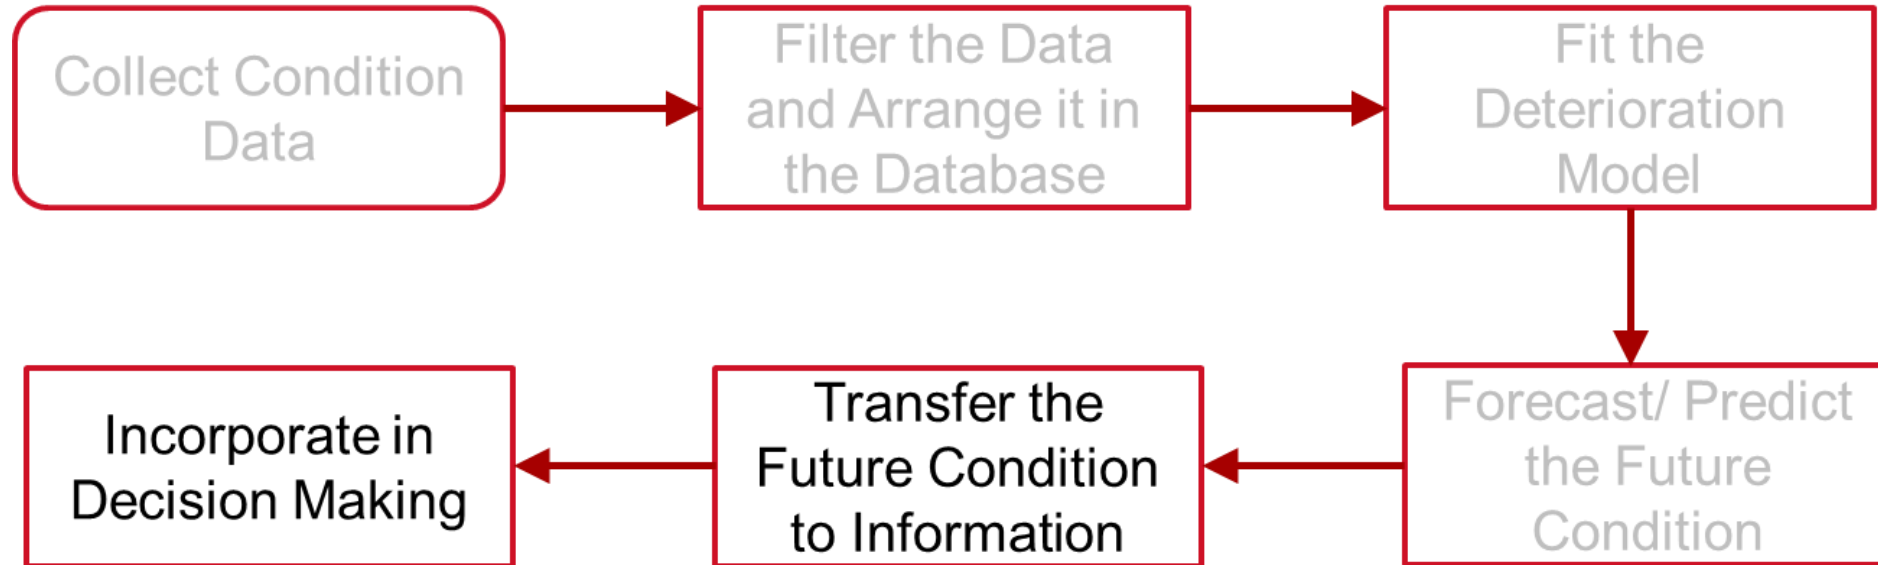 Collect Condition
Data
Filter the Data
and Arrange it in
the Database
Fit the
Deterioration
Model
Forecast/ Predict
the Future
Condition
Transfer the
Future Condition
to Information
Incorporate in
Decision Making